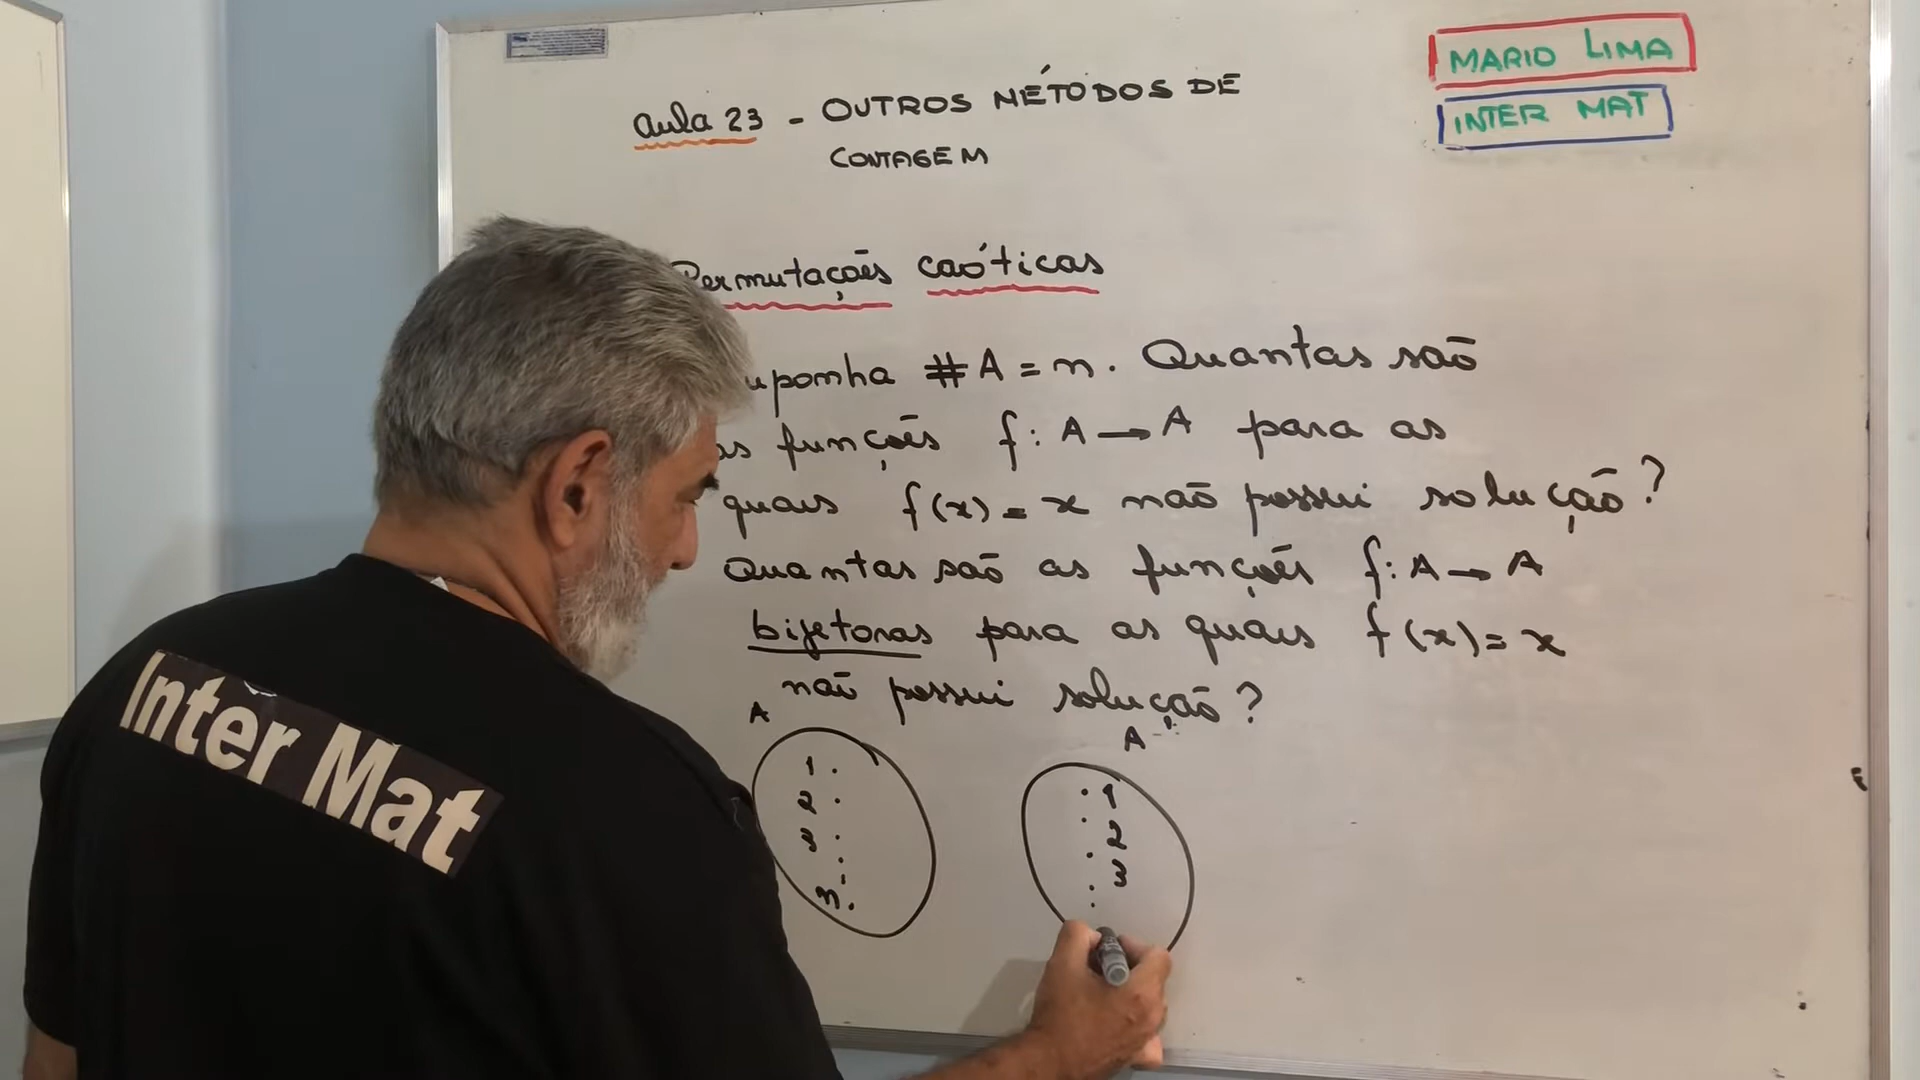 MARIO LIMA
INTER MAT
Aula 23 - OUTROS MÉTODOS DE
CONTAGEM
Permutações caóticas
uponha #A = n. Quantas são
as funções f: A → A para as
quais f(x) = x não possui solução?
Quantas são as funções f: A → A
bijetoras para as quais f(x) = x
não possui solução?
A
A
1 .
2 .
3 .
n .
. 1
. 2
. 3
Inter Mat